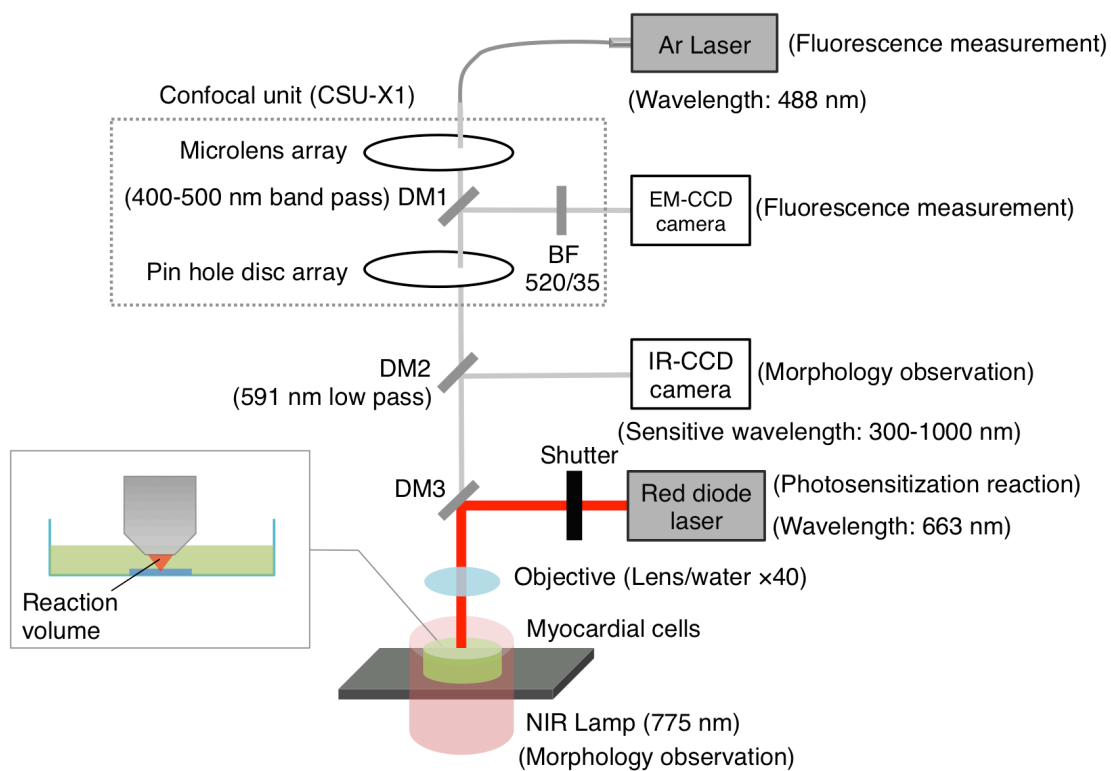 Ar Laser
(Fluorescence measurement)
(Wavelength: 488 nm)
Confocal unit (CSU-X1)
Microlens array
(400-500 nm band pass) DM1
EM-CCD
camera
(Fluorescence measurement)
BF
520/35
Pin hole disc array
DM2
(591 nm low pass)
IR-CCD
camera
(Morphology observation)
(Sensitive wavelength: 300-1000 nm)
Shutter
DM3
Red diode
laser
(Photosensitization reaction)
(Wavelength: 663 nm)
Objective (Lens/water ×40)
Reaction
volume
Myocardial cells
NIR Lamp (775 nm)
(Morphology observation)